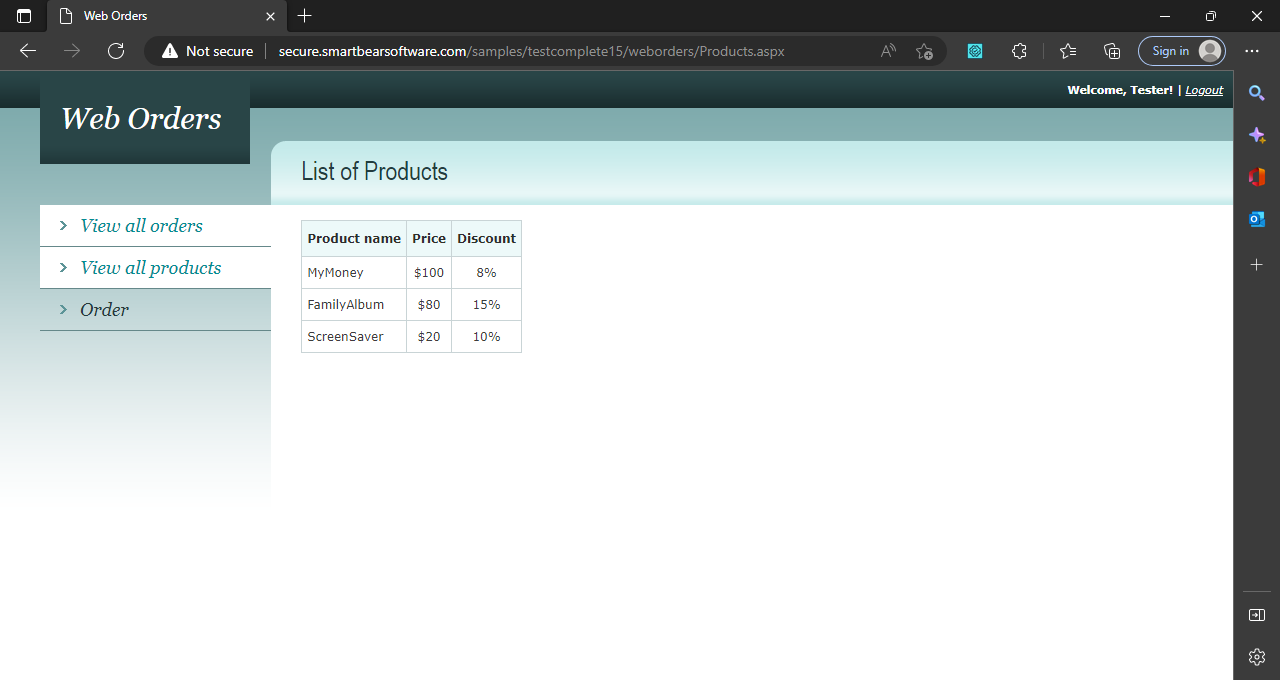 Web Orders
Not secure secure.smartbearsoftware.com/samples/testcomplete15/weborders/Products.aspx Sign in
Welcome, Tester! | Logout
Web Orders
List of Products
View all orders
View all products
Order
Product name Price Discount
MyMoney $100 8%
FamilyAlbum $80 15%
ScreenSaver $20 10%